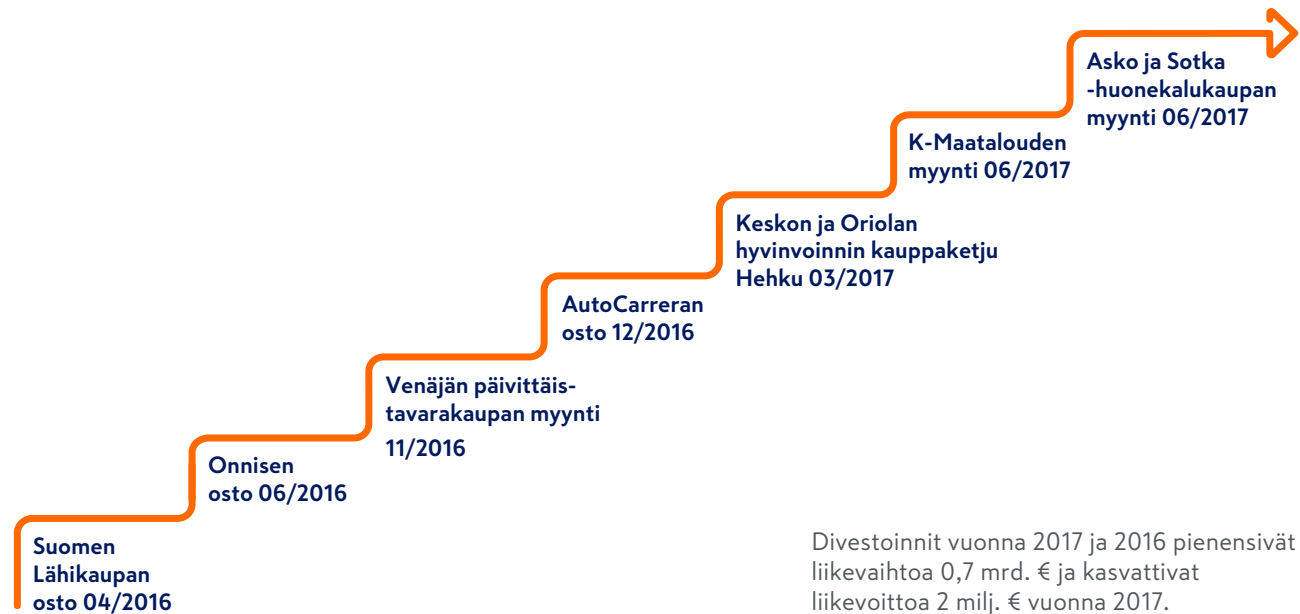 Asko ja Sotka
-huonekalukaupan
myynti 06/2017
K-Maatalouden
myynti 06/2017
Keskon ja Oriolan
hyvinvoinnin kauppaketju
Hehku 03/2017
AutoCarreran
osto 12/2016
Venäjän päivittäis-
tavarakaupan myynti
11/2016
Onnisen
osto 06/2016
Suomen
Lähikaupan
osto 04/2016
Divestoinnit vuonna 2017 ja 2016 pienensivät
liikevaihtoa 0,7 mrd. € ja kasvattivat
liikevoittoa 2 milj. € vuonna 2017.